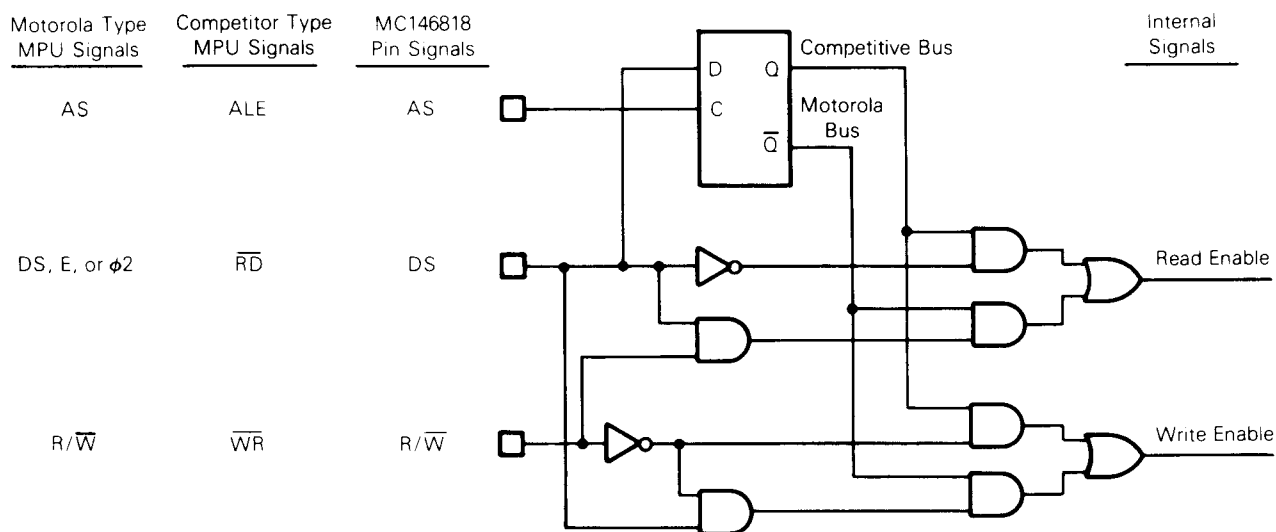 Motorola Type
MPU Signals
Competitor Type
MPU Signals
MC146818
Pin Signals
Internal
Signals
AS
ALE
AS
D
Q
C
Q̅
Competitive Bus
Motorola
Bus
DS, E, or ϕ2
R̅D̅
DS
Read Enable
R/W̅
W̅R̅
R/W̅
Write Enable